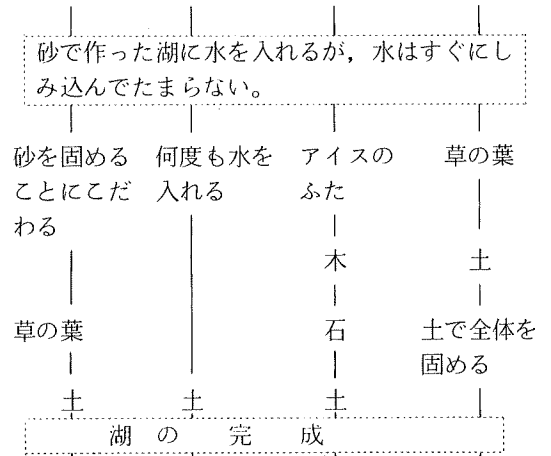 砂で作った湖に水を入れるが，水はすぐにし
み込んでたまらない。
砂を固める
ことにこだ
わる
草の葉
土
何度も水を
入れる
土
アイスの
ふた
木
石
土
草の葉
土
土で全体を
固める
湖の完成